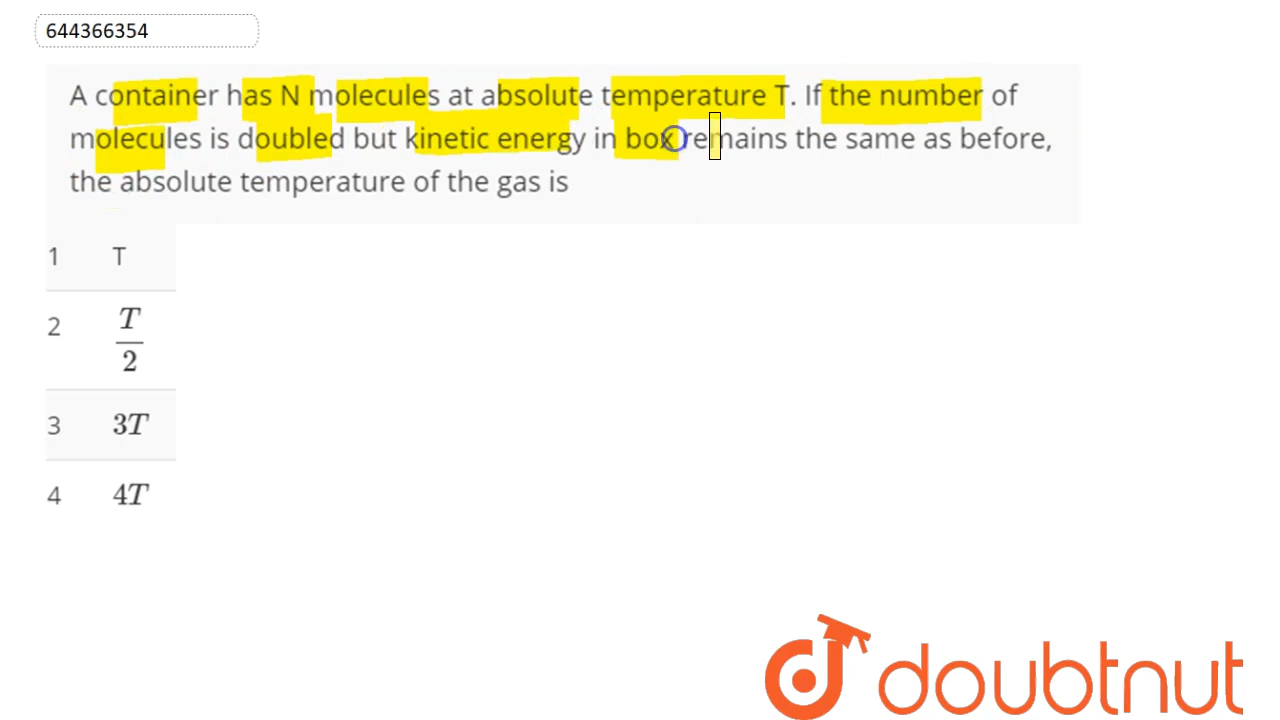 644366354
A container has N molecules at absolute temperature T. If the number of
molecules is doubled but kinetic energy in box remains the same as before,
the absolute temperature of the gas is
1 T
2 T/2
3 3T
4 4T
doubtnut